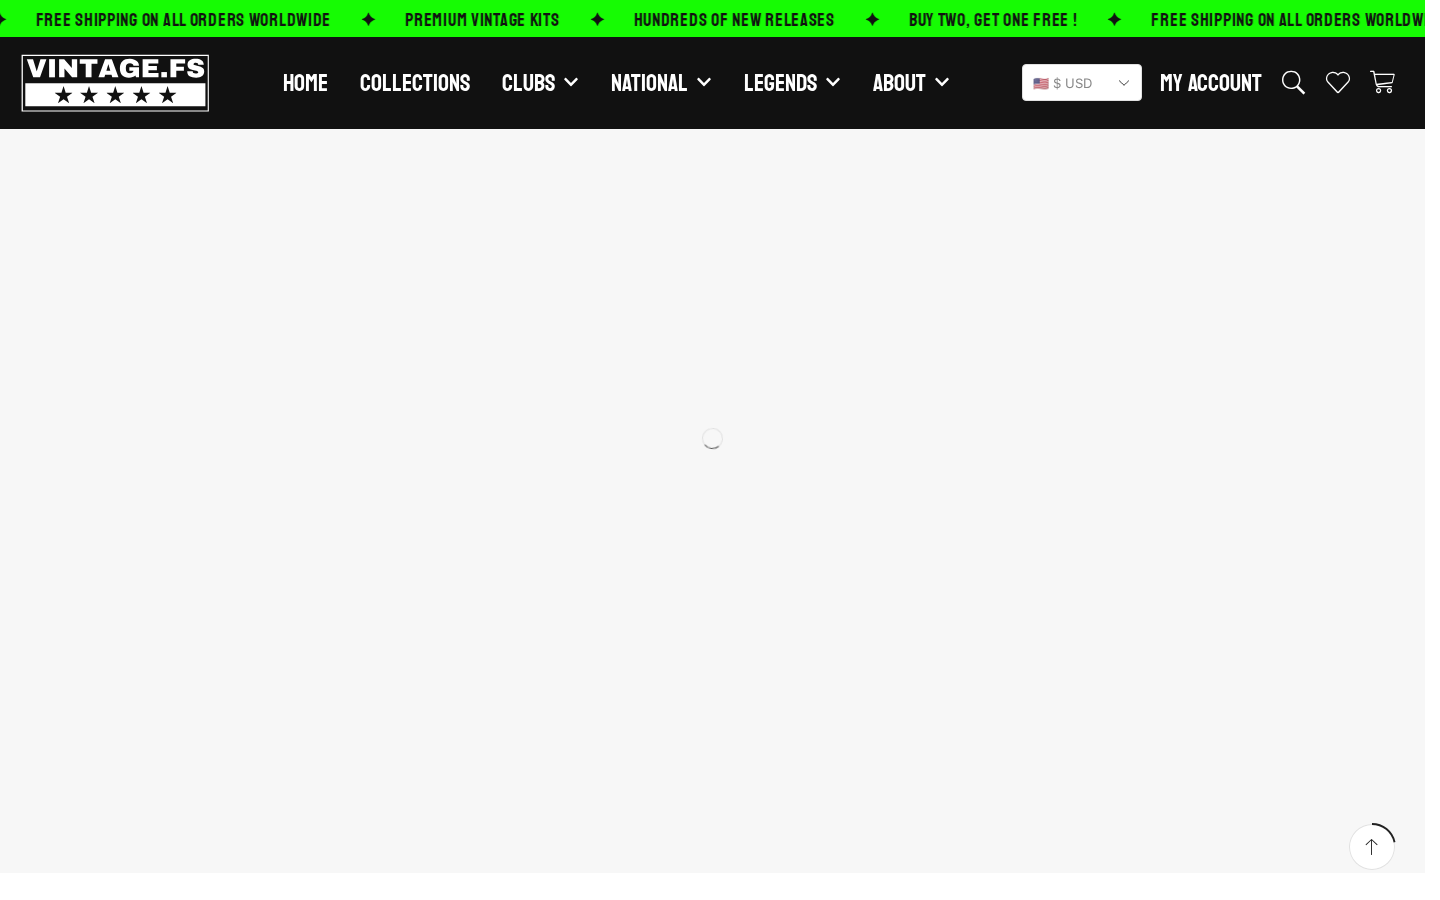 ✦ FREE SHIPPING ON ALL ORDERS WORLDWIDE ✦ PREMIUM VINTAGE KITS ✦ HUNDREDS OF NEW RELEASES ✦ BUY TWO, GET ONE FREE ! ✦ FREE SHIPPING ON ALL ORDERS
VINTAGE.FS
★★★★★
HOME COLLECTIONS CLUBS NATIONAL LEGENDS ABOUT $ USD MY ACCOUNT